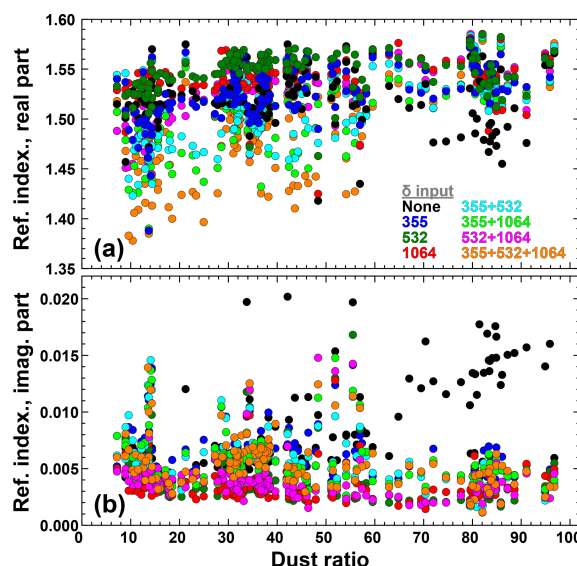 1.60
1.55
1.50
1.45
1.40
1.35
Ref. index., real part
(a)
δ input
None 355+532
355 355+1064
532 532+1064
1064 355+532+1064
0.020
0.015
0.010
0.005
0.000
Ref. index., imag. part
(b)
0 10 20 30 40 50 60 70 80 90 100
Dust ratio